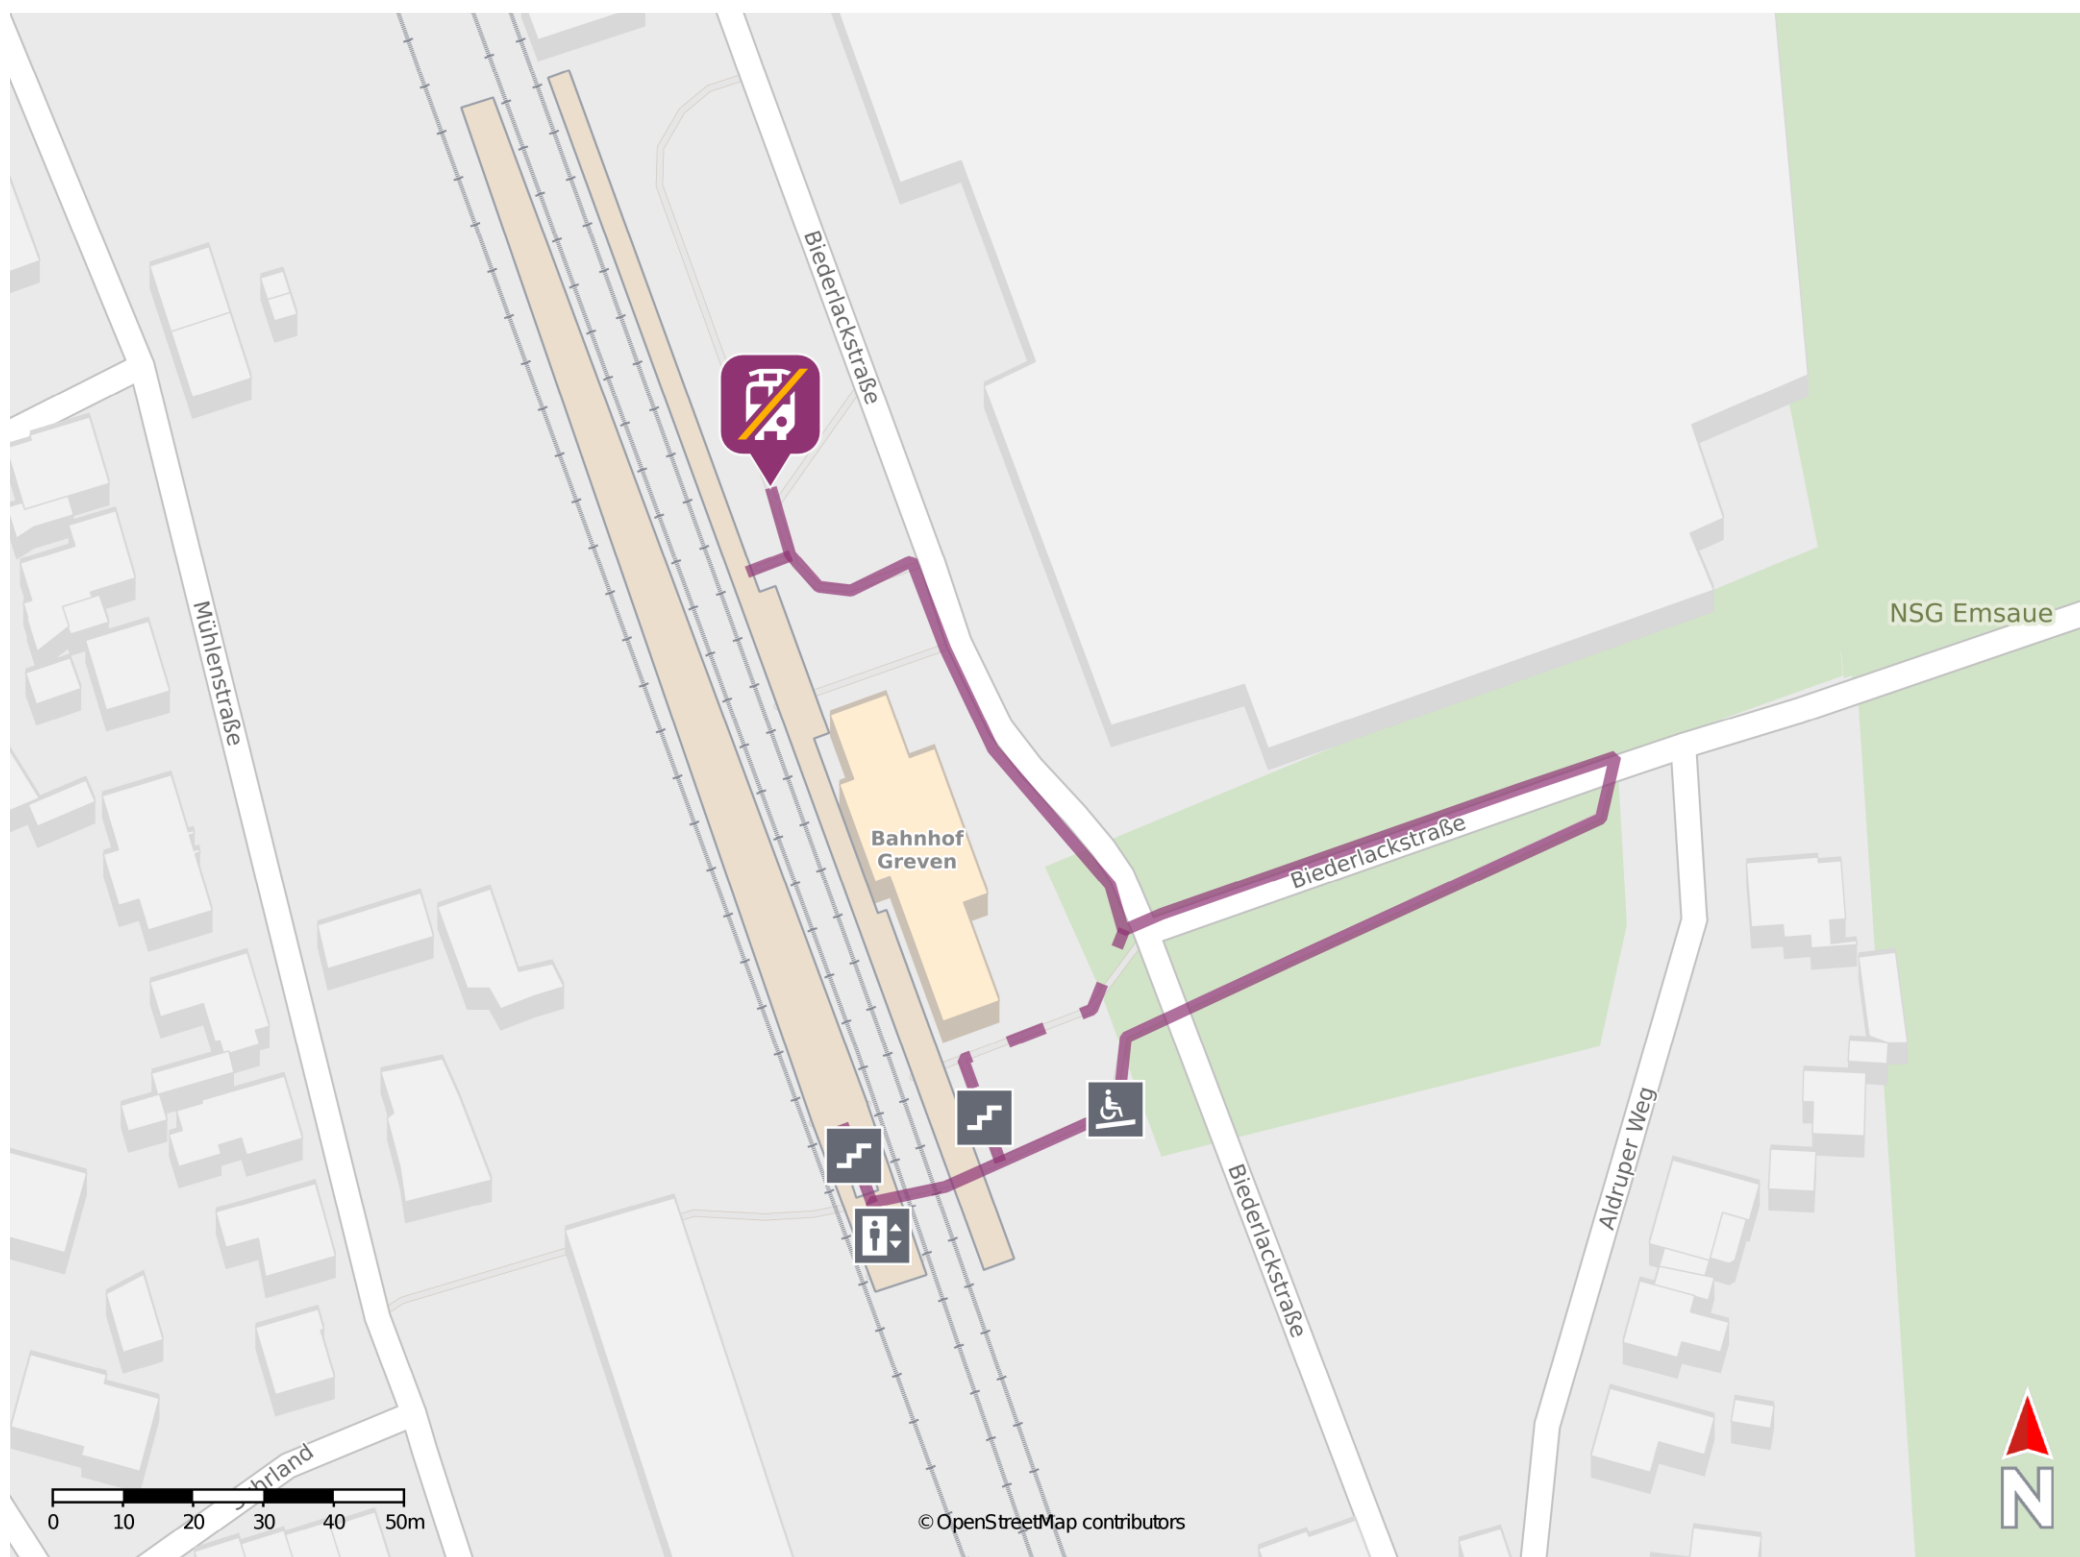 Biederlackstraße
NSG Emsaue
Mühlenstraße
Biederlackstraße
Bahnhof
Greven
Aldruper Weg
Biederlackstraße
N
0 10 20 30 40 50m
© OpenStreetMap contributors